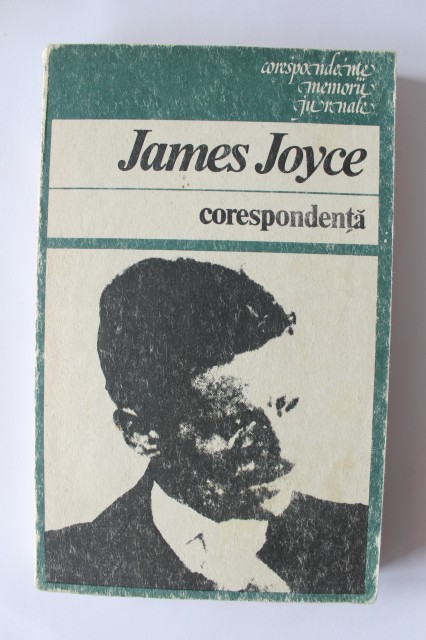 corespondențe
memorii
jurnale
James Joyce
corespondență